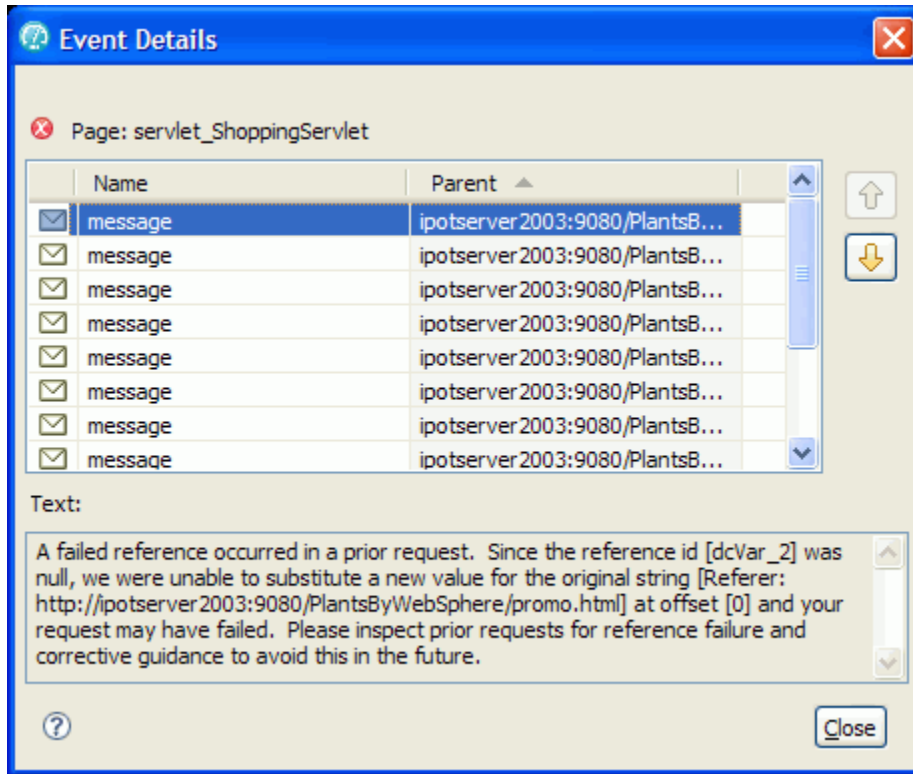 Event Details
Page: servlet_ShoppingServlet
Name Parent
message ipotserver2003:9080/PlantsB...
message ipotserver2003:9080/PlantsB...
message ipotserver2003:9080/PlantsB...
message ipotserver2003:9080/PlantsB...
message ipotserver2003:9080/PlantsB...
message ipotserver2003:9080/PlantsB...
message ipotserver2003:9080/PlantsB...
message ipotserver2003:9080/PlantsB...
Text:
A failed reference occurred in a prior request.  Since the reference id [dcVar_2] was
null, we were unable to substitute a new value for the original string [Referer:
http://ipotserver2003:9080/PlantsByWebSphere/promo.html] at offset [0] and your
request may have failed.  Please inspect prior requests for reference failure and
corrective guidance to avoid this in the future.
Close